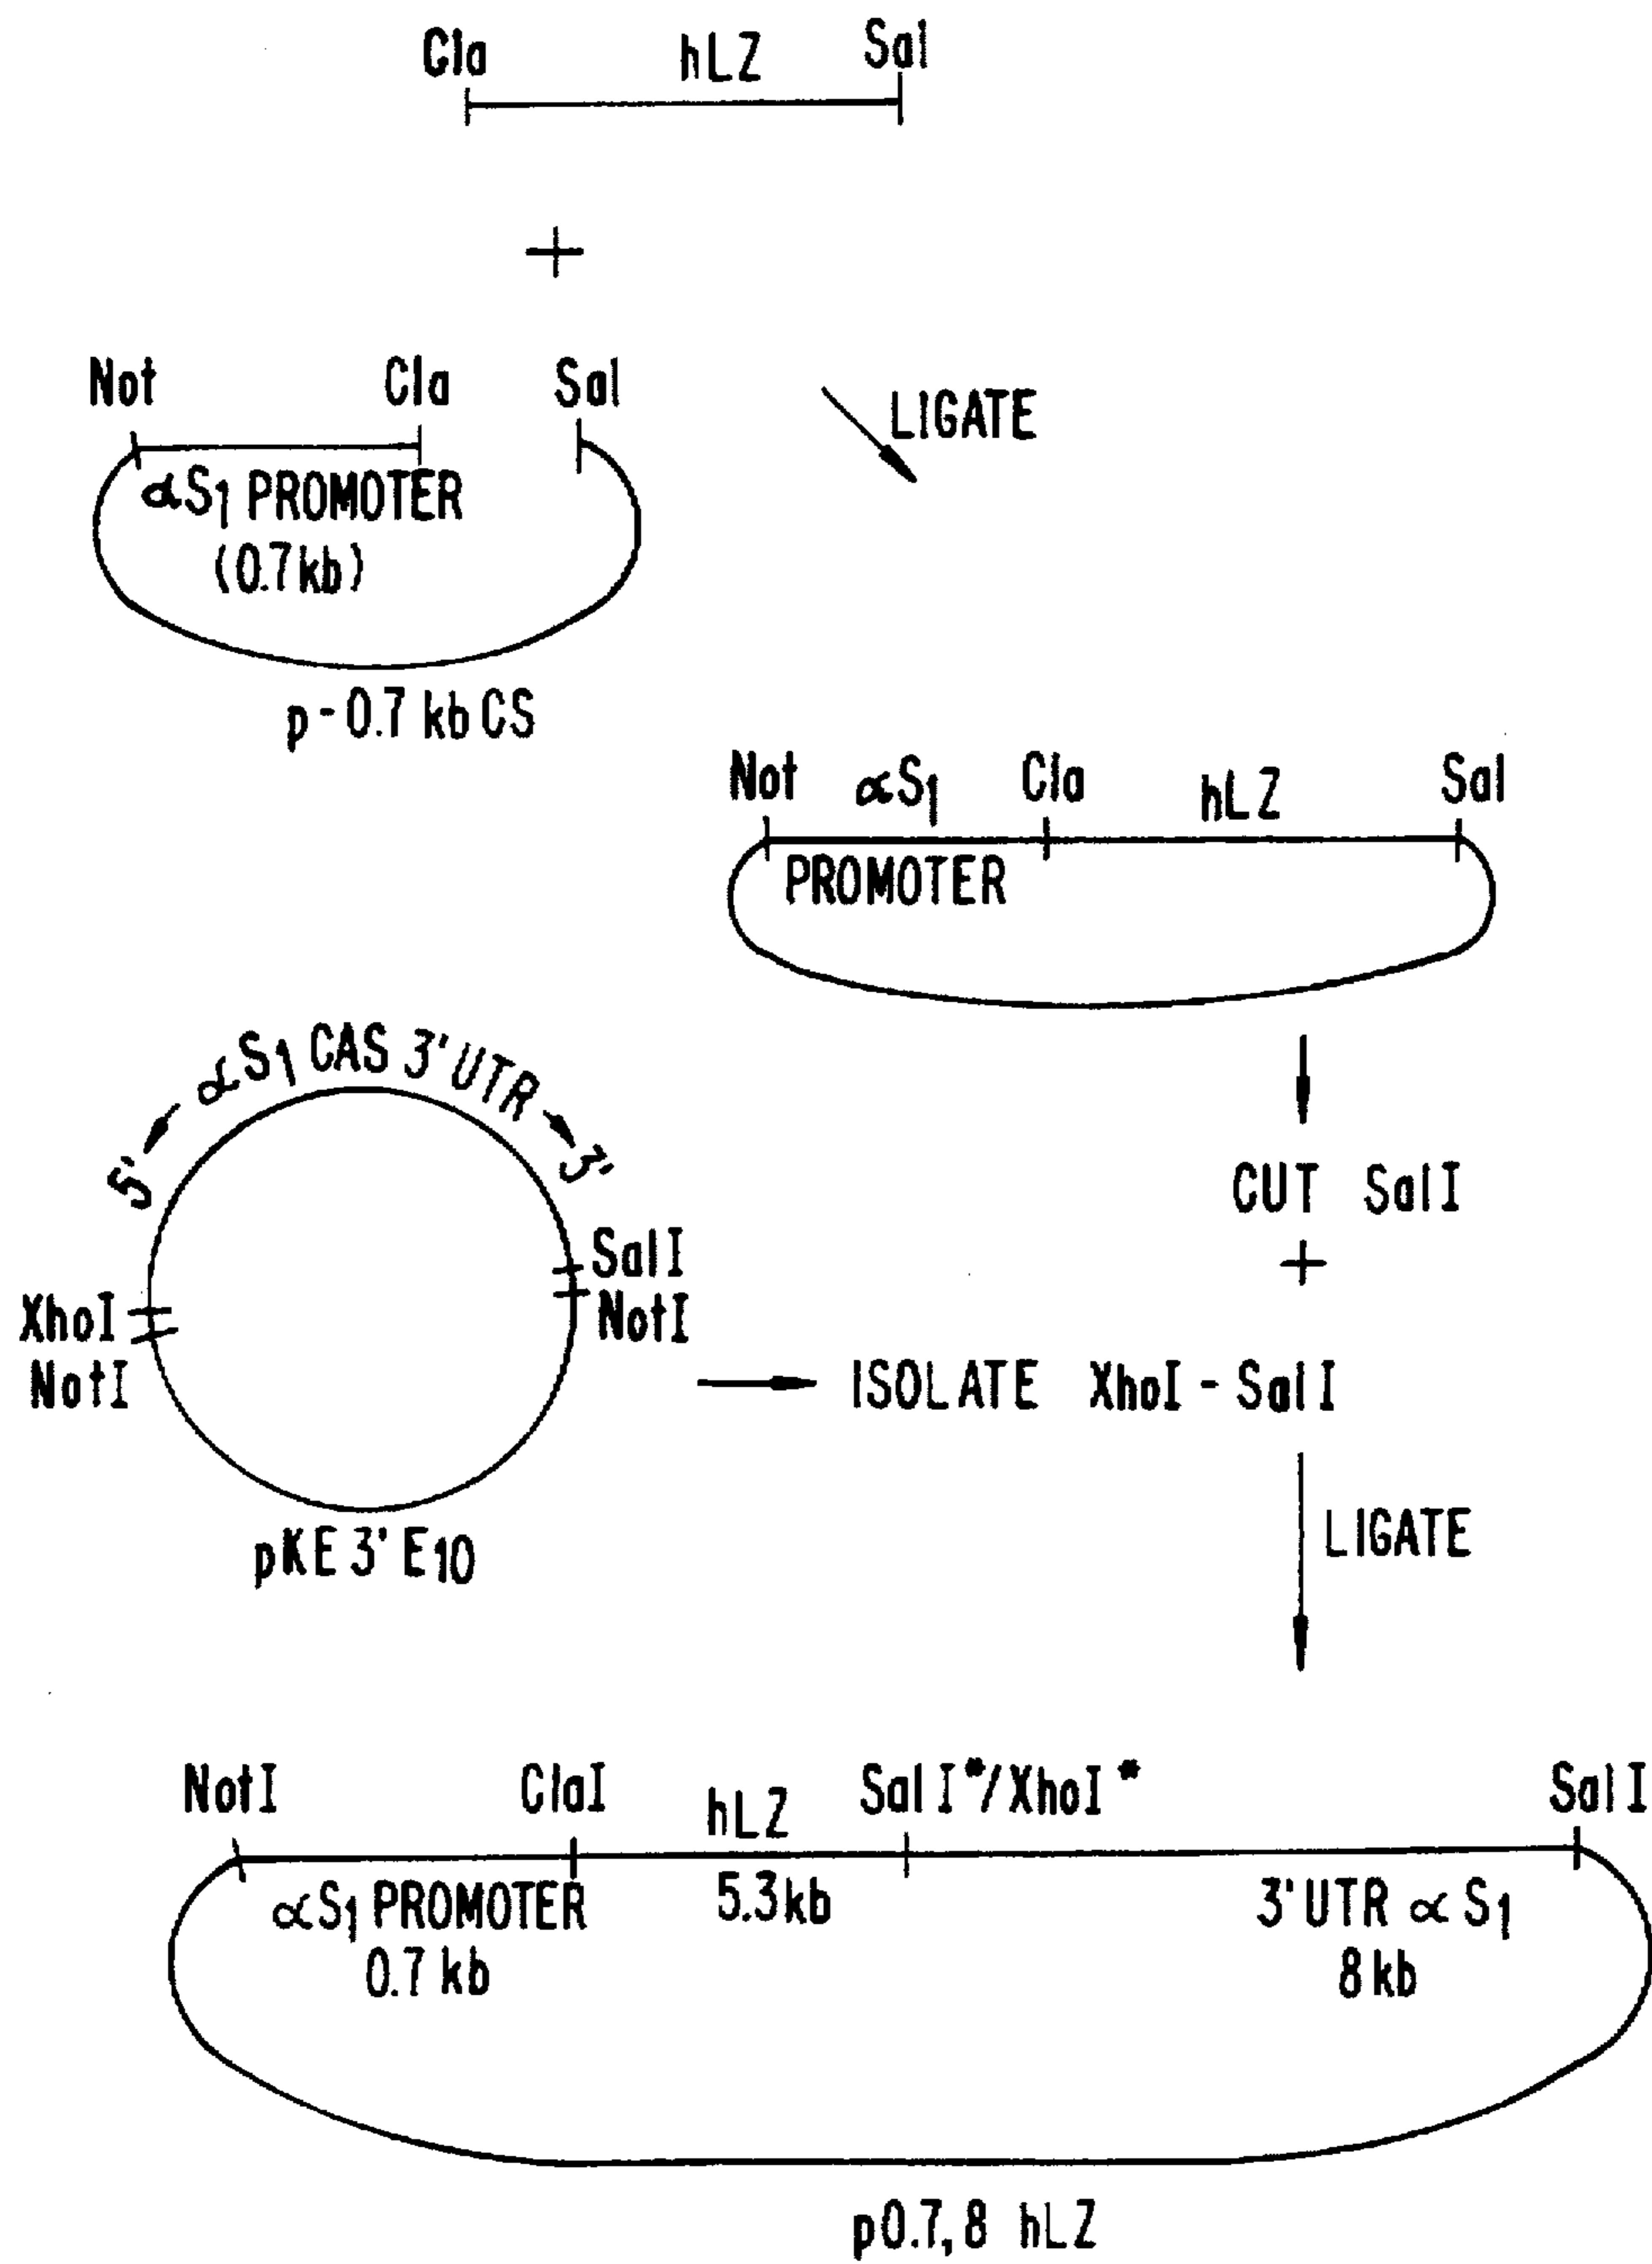 Cla hLZ Sal
+
Not Cla Sal
αS1 PROMOTER
(0.7kb)
p-0.7 kb CS
LIGATE
Not αS1 Cla hLZ Sal
PROMOTER
5' αS1 CAS 3'UTR 3'
SalI
NotI
XhoI
NotI
pKE 3' E10
CUT SalI
+
ISOLATE XhoI - SalI
LIGATE
NotI ClaI hLZ SalI*/XhoI* SalI
αS1 PROMOTER 5.3kb 3'UTR αS1
0.7 kb 8 kb
p0.7,8 hLZ